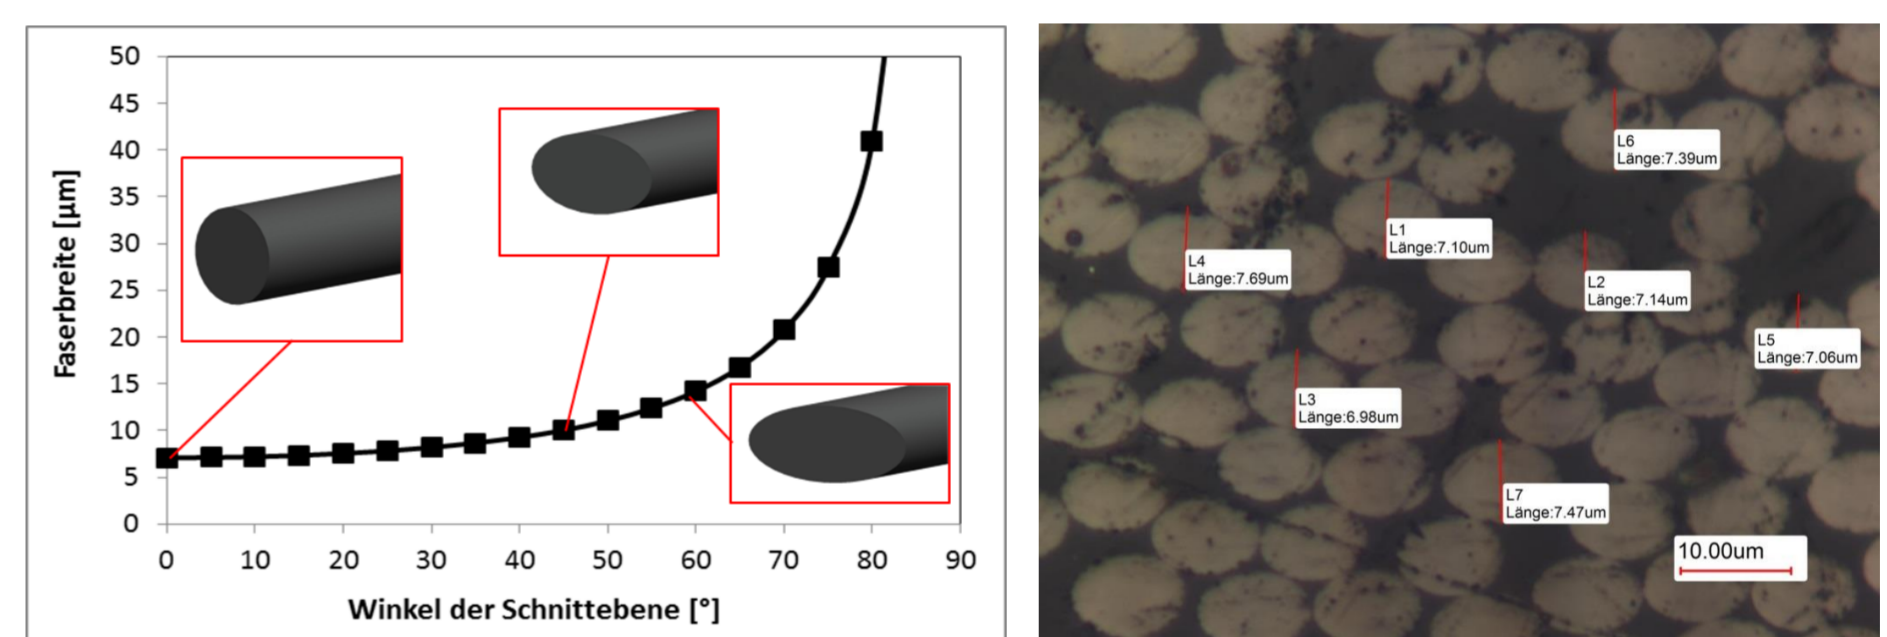 50
45
40
35
30
25
20
15
10
5
0
Faserbreite [µm]
0 10 20 30 40 50 60 70 80 90
Winkel der Schnittebene [°]
L6
Länge:7.39um
L1
Länge:7.10um
L4
Länge:7.69um
L2
Länge:7.14um
L5
Länge:7.06um
L3
Länge:6.98um
L7
Länge:7.47um
10.00um